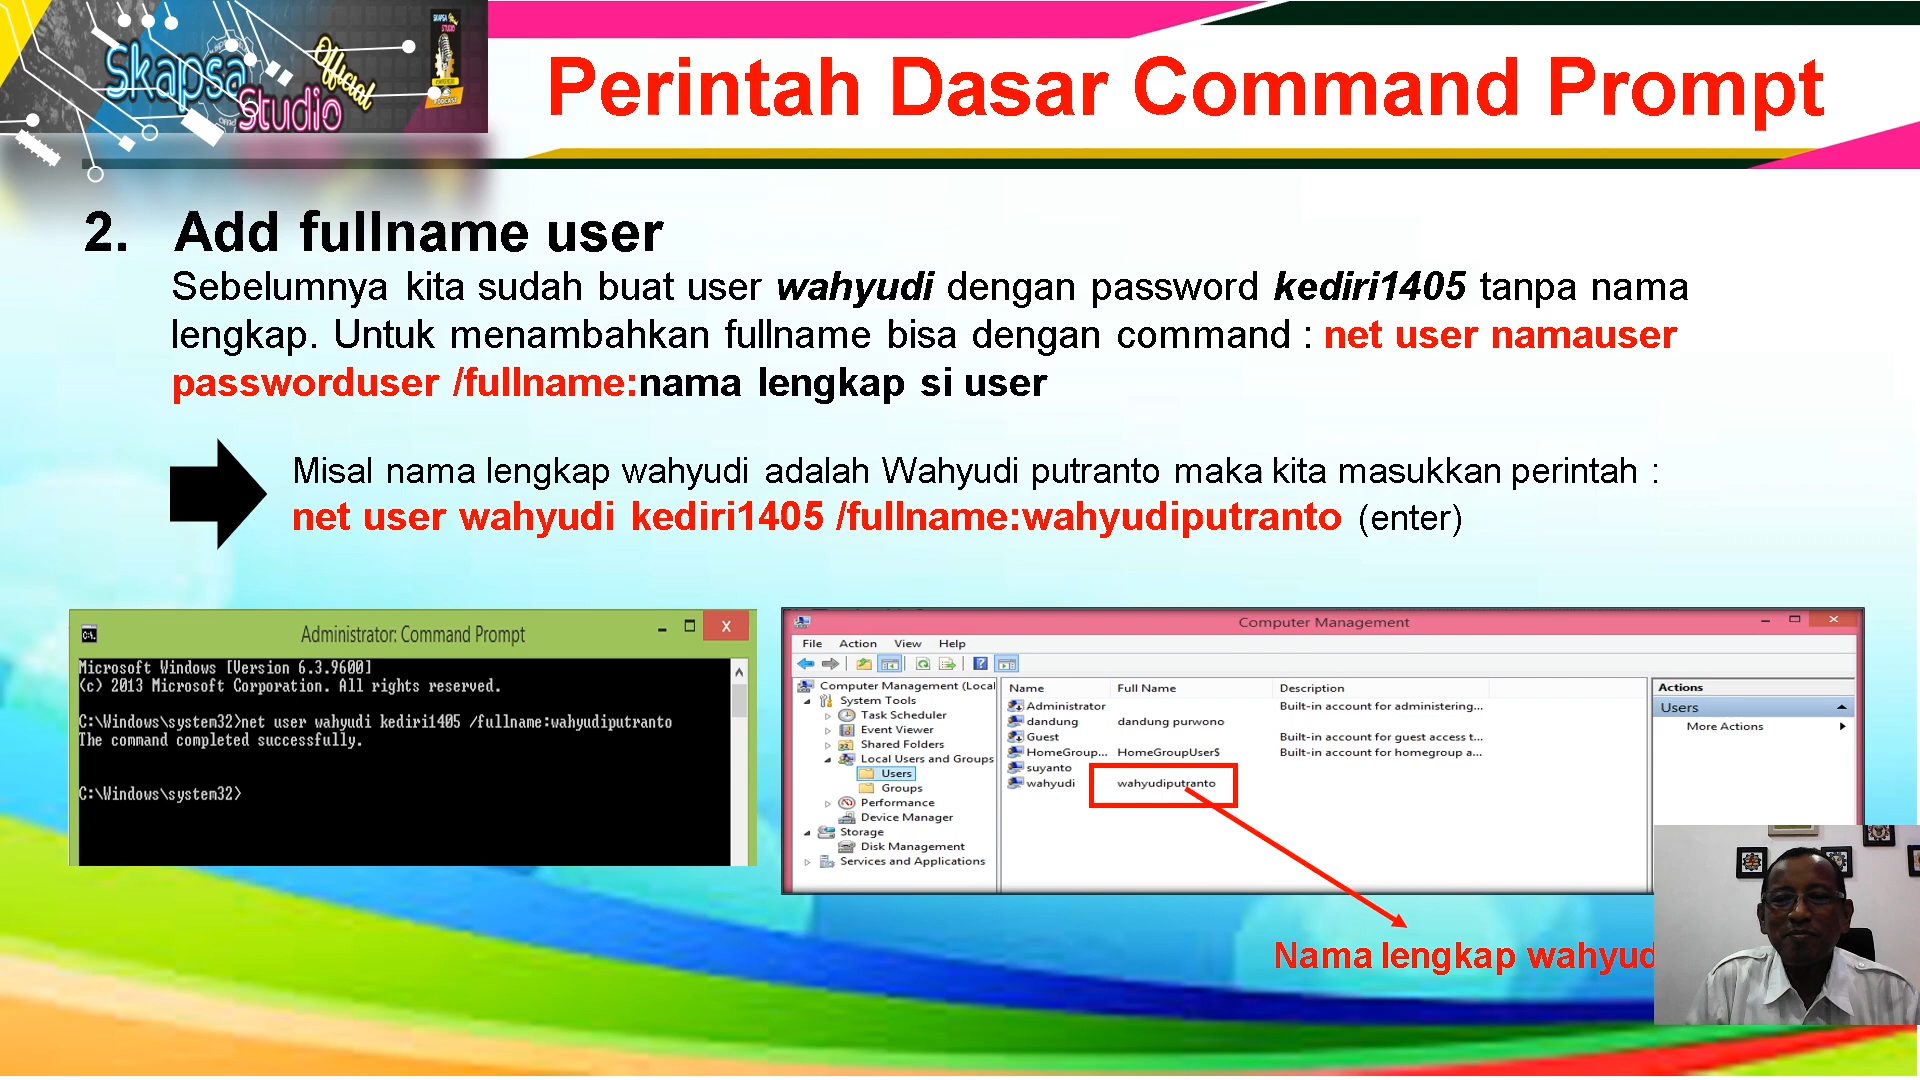 Skapsa
Studio
Official
PODCAST
Perintah Dasar Command Prompt
2. Add fullname user
Sebelumnya kita sudah buat user wahyudi dengan password kediri1405 tanpa nama
lengkap. Untuk menambahkan fullname bisa dengan command : net user namauser
passworduser /fullname:nama lengkap si user
Misal nama lengkap wahyudi adalah Wahyudi putranto maka kita masukkan perintah :
net user wahyudi kediri1405 /fullname:wahyudiputranto (enter)
Administrator: Command Prompt
Microsoft Windows [Version 6.3.9600]
(c) 2013 Microsoft Corporation. All rights reserved.
C:\Windows\system32>net user wahyudi kediri1405 /fullname:wahyudiputranto
The command completed successfully.
C:\Windows\system32>
Computer Management
File Action View Help
Computer Management (Local
System Tools
Task Scheduler
Event Viewer
Shared Folders
Local Users and Groups
Users
Groups
Performance
Device Manager
Storage
Disk Management
Services and Applications
Name Full Name Description
Administrator Built-in account for administering...
dandung dandung purwono
Guest Built-in account for guest access t...
HomeGroup... HomeGroupUser$ Built-in account for homegroup a...
suyanto
wahyudi wahyudiputranto
Actions
Users
More Actions
Nama lengkap wahyud